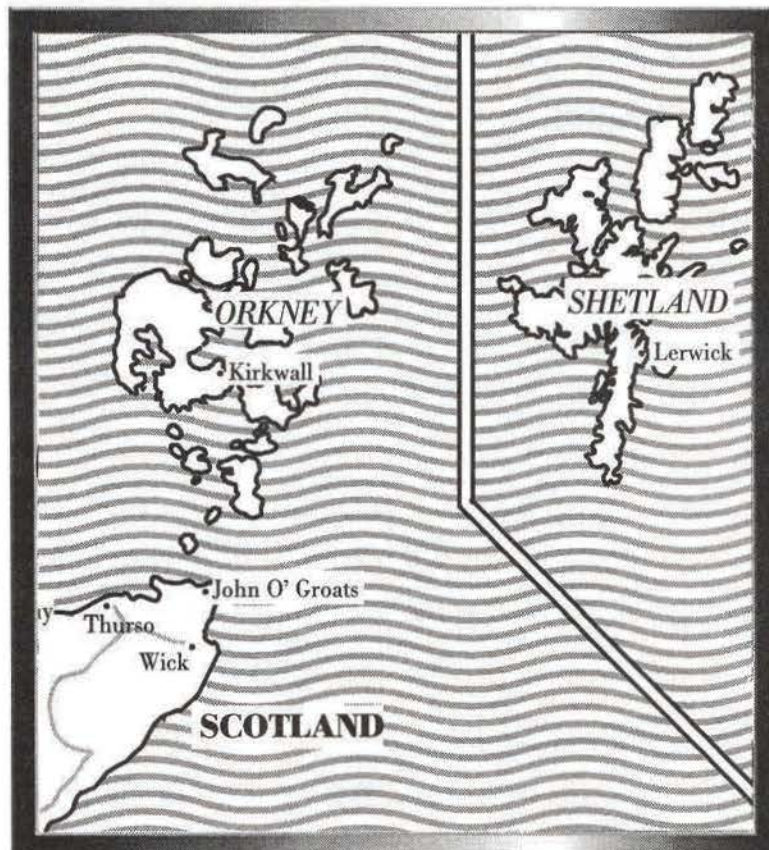 ORKNEY
SHETLAND
Lerwick
Kirkwall
John O' Groats
y
Thurso
Wick
SCOTLAND